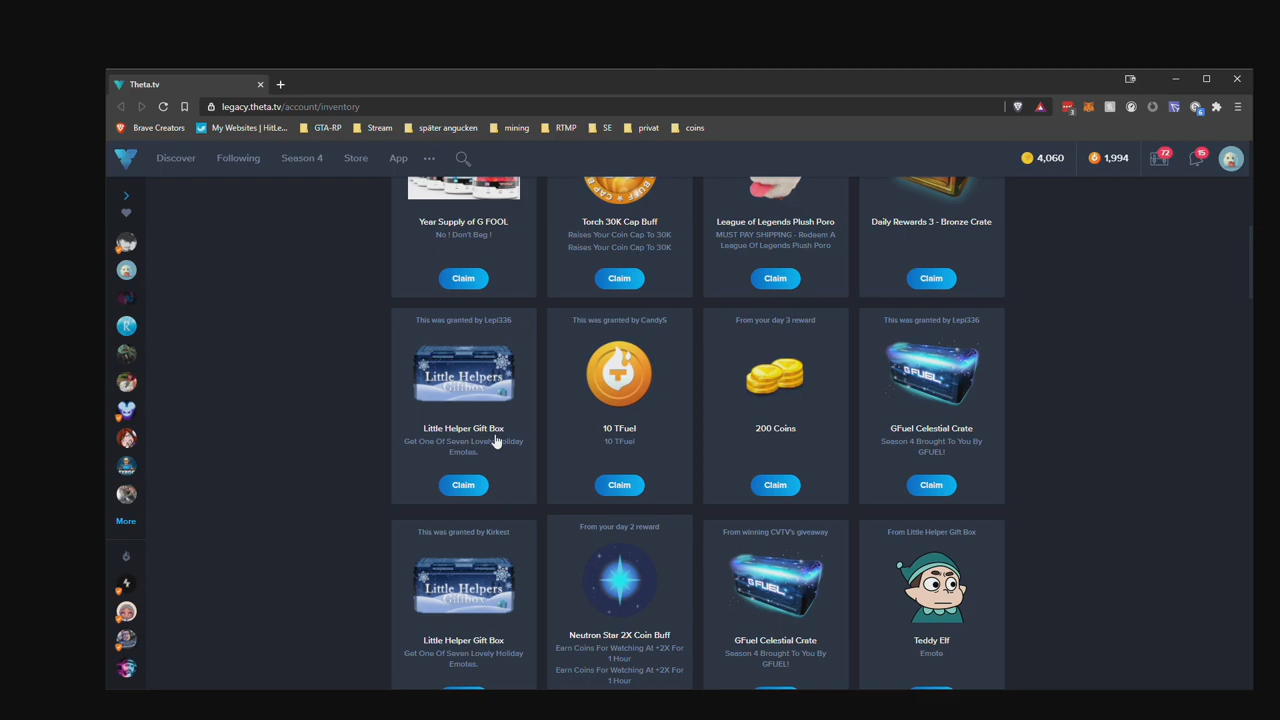 Theta.tv
legacy.theta.tv/account/inventory
3
6
Brave Creators
My Websites | HitLe...
GTA-RP
Stream
später angucken
mining
RTMP
SE
privat
coins
Discover
Following
Season 4
Store
App
4,060
1,994
72
15
Year Supply of G FOOL
No ! Don't Beg !
Claim
BUFF
CAP
Torch 30K Cap Buff
Raises Your Coin Cap To 30K
Raises Your Coin Cap To 30K
Claim
League of Legends Plush Poro
MUST PAY SHIPPING - Redeem A
League Of Legends Plush Poro
Claim
Daily Rewards 3 - Bronze Crate
Claim
This was granted by Lepi336
Little Helpers
Giftbox
Little Helper Gift Box
Get One Of Seven Lovely Holiday
Emotes.
Claim
This was granted by CandyS
10 TFuel
10 TFuel
Claim
From your day 3 reward
200 Coins
Claim
This was granted by Lepi336
G FUEL
GFuel Celestial Crate
Season 4 Brought To You By
GFUEL!
Claim
R
More
This was granted by Kirkest
Little Helpers
Giftbox
Little Helper Gift Box
Get One Of Seven Lovely Holiday
Emotes.
From your day 2 reward
Neutron Star 2X Coin Buff
Earn Coins For Watching At +2X For
1 Hour
Earn Coins For Watching At +2X For
1 Hour
From winning CVTV's giveaway
G FUEL
GFuel Celestial Crate
Season 4 Brought To You By
GFUEL!
From Little Helper Gift Box
Teddy Elf
Emote